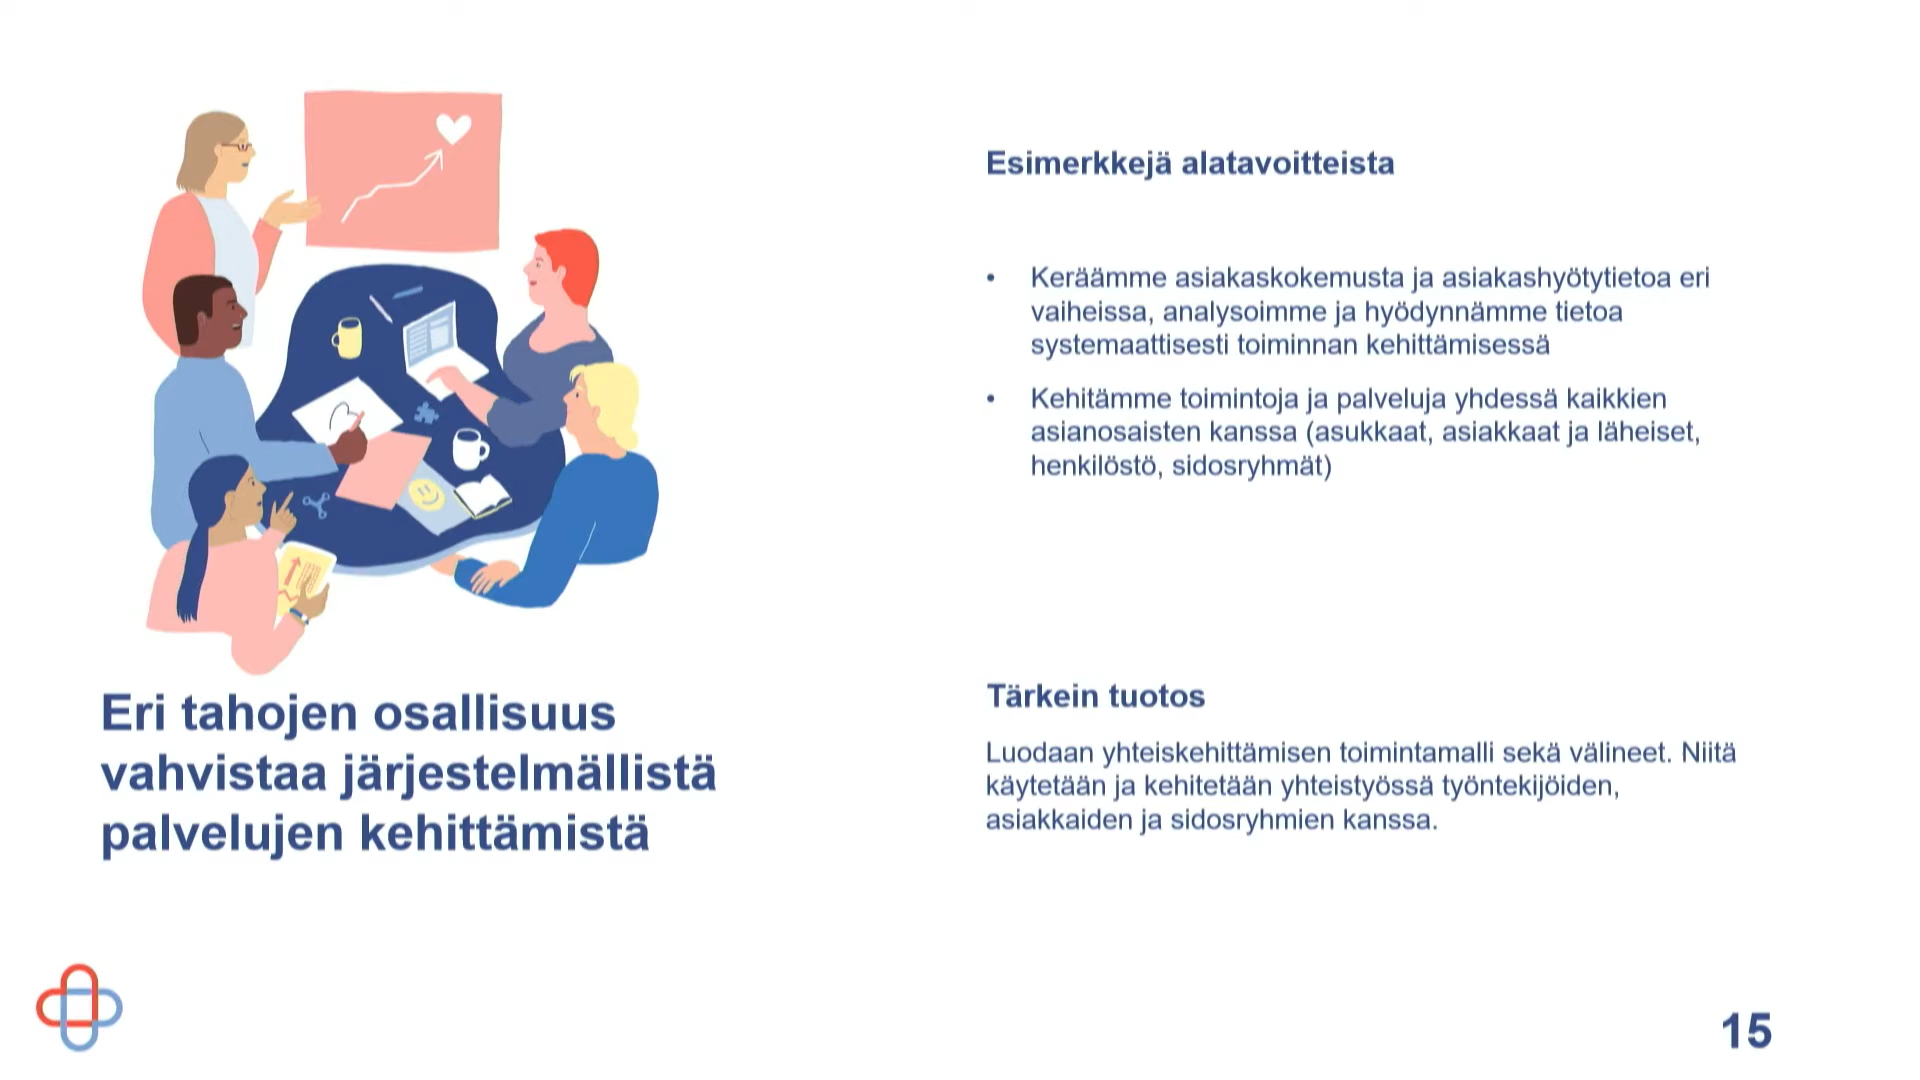 Eri tahojen osallisuus
vahvistaa järjestelmällistä
palvelujen kehittämistä
Esimerkkejä alatavoitteista
• Keräämme asiakaskokemusta ja asiakashyötytietoa eri
vaiheissa, analysoimme ja hyödynnämme tietoa
systemaattisesti toiminnan kehittämisessä
• Kehitämme toimintoja ja palveluja yhdessä kaikkien
asianosaisten kanssa (asukkaat, asiakkaat ja läheiset,
henkilöstö, sidosryhmät)
Tärkein tuotos
Luodaan yhteiskehittämisen toimintamalli sekä välineet. Niitä
käytetään ja kehitetään yhteistyössä työntekijöiden,
asiakkaiden ja sidosryhmien kanssa.
15